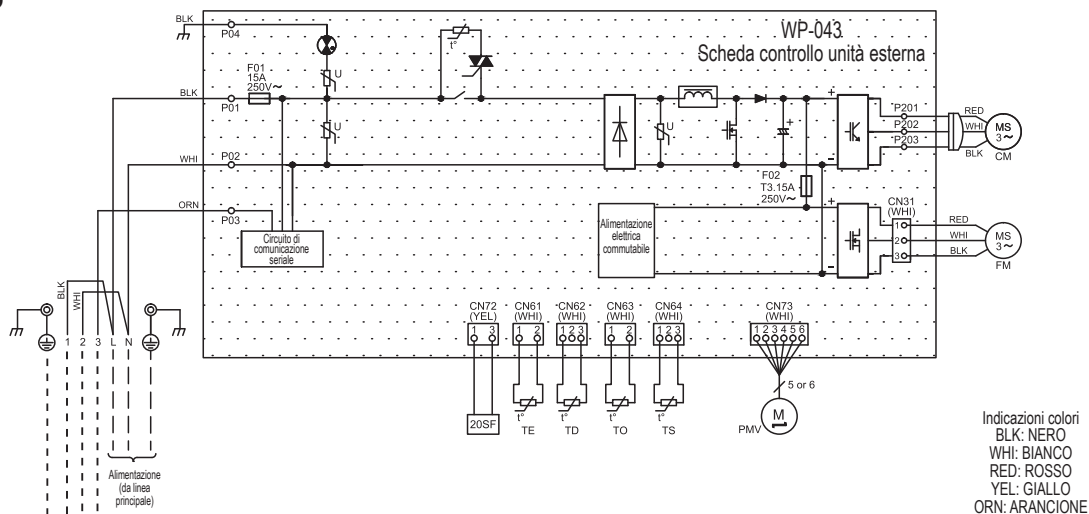 WP-043
Scheda controllo unità esterna
BLK
P04
F01
15A
250V~
BLK
P01
U
U
t°
U
+
+
-
P201
P202
P203
RED
WHI
BLK
MS
3~
CM
WHI
P02
ORN
P03
Circuito di
comunicazione
seriale
F02
T3.15A
250V~
Alimentazione
elettrica
commutabile
+
-
CN31
(WHI)
1
2
3
RED
WHI
BLK
MS
3~
FM
BLK
WHI
1 2 3 L N
Alimentazione
(da linea
principale)
CN72
(YEL)
1 3
20SF
CN61
(WHI)
1 2
t°
TE
CN62
(WHI)
1 2 3
t°
TD
CN63
(WHI)
1 2
t°
TO
CN64
(WHI)
1 2 3
t°
TS
CN73
(WHI)
1 2 3 4 5 6
5 or 6
PMV
M
Indicazioni colori
BLK: NERO
WHI: BIANCO
RED: ROSSO
YEL: GIALLO
ORN: ARANCIONE